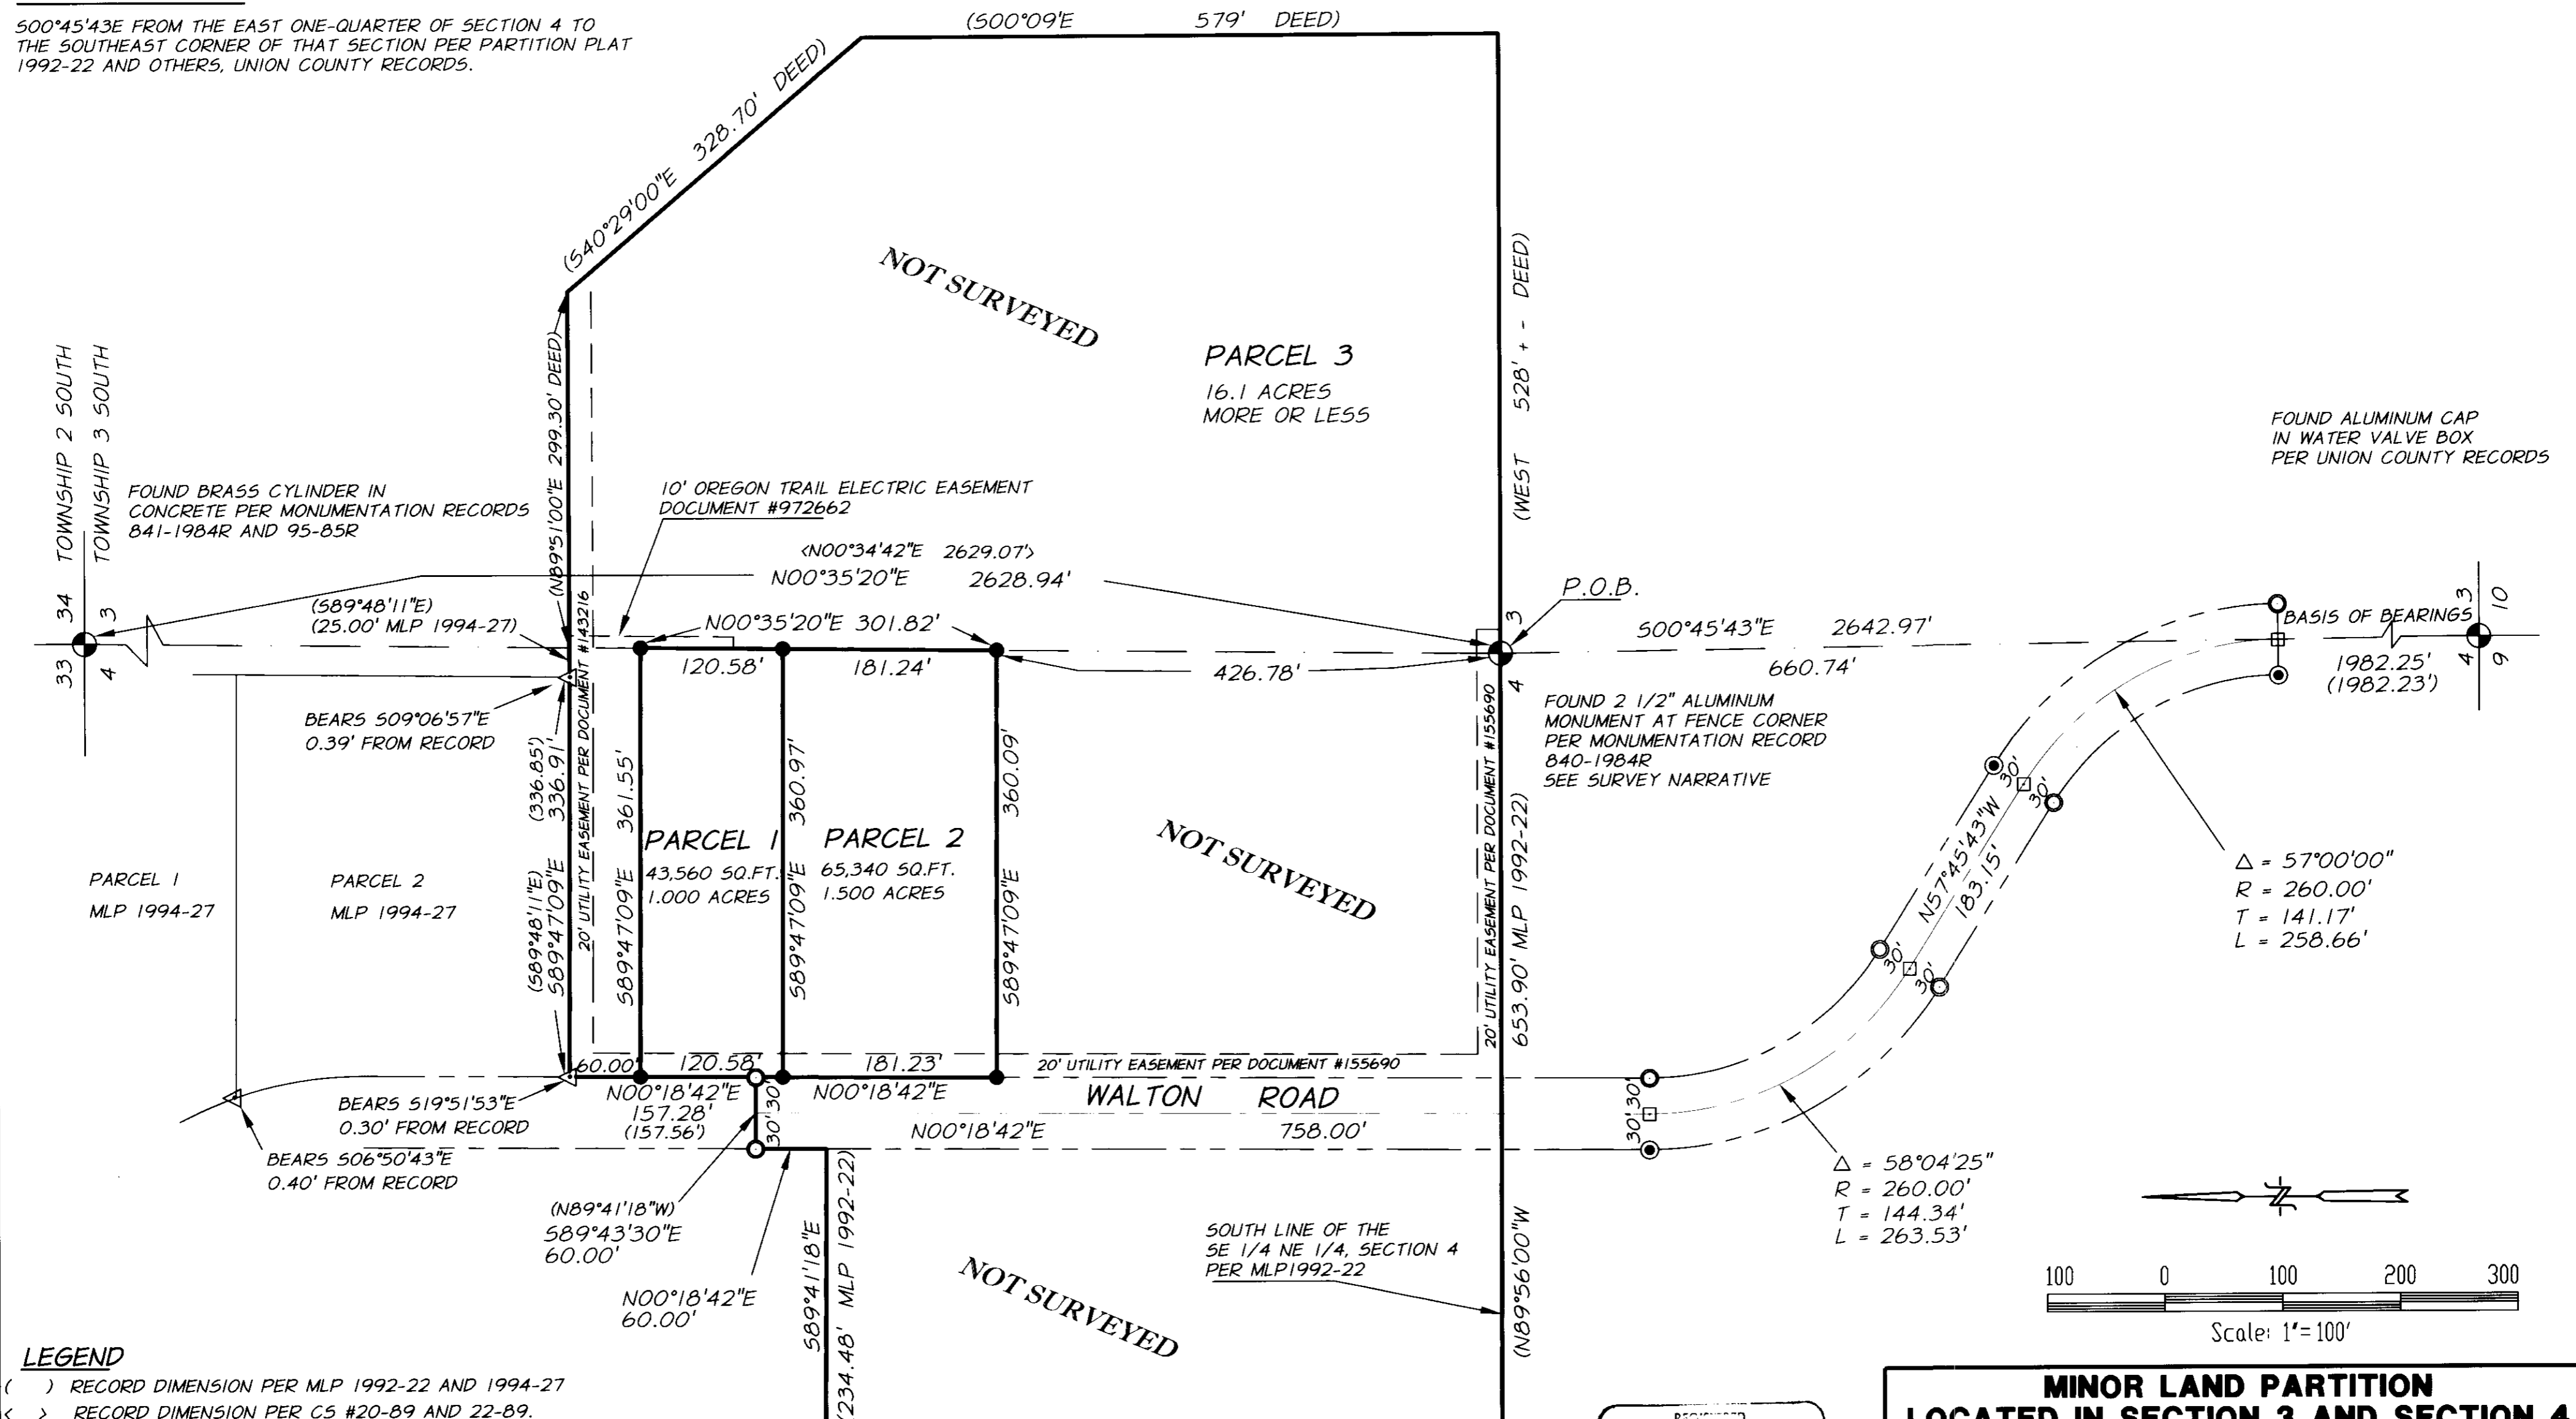 S00°45'43E FROM THE EAST ONE-QUARTER OF SECTION 4 TO
THE SOUTHEAST CORNER OF THAT SECTION PER PARTITION PLAT
1992-22 AND OTHERS, UNION COUNTY RECORDS.
(S00°09'E 579' DEED)
(S40°29'00"E 328.70' DEED)
NOT SURVEYED
PARCEL 3
16.1 ACRES
MORE OR LESS
(WEST 528' + - DEED)
FOUND ALUMINUM CAP
IN WATER VALVE BOX
PER UNION COUNTY RECORDS
TOWNSHIP 2 SOUTH
TOWNSHIP 3 SOUTH
FOUND BRASS CYLINDER IN
CONCRETE PER MONUMENTATION RECORDS
841-1984R AND 95-85R
(N89°51'00"E 299.30' DEED)
10' OREGON TRAIL ELECTRIC EASEMENT
DOCUMENT #972662
<N00°34'42"E 2629.07'>
N00°35'20"E 2628.94'
P.O.B.
34
3
33
4
(S89°48'11"E)
(25.00' MLP 1994-27)
N00°35'20"E 301.82'
120.58'
181.24'
426.78'
3
4
S00°45'43"E 2642.97'
660.74'
BASIS OF BEARINGS
1982.25'
(1982.23')
3
10
4
9
BEARS S09°06'57"E
0.39' FROM RECORD
FOUND 2 1/2" ALUMINUM
MONUMENT AT FENCE CORNER
PER MONUMENTATION RECORD
840-1984R
SEE SURVEY NARRATIVE
(336.85')
336.91'
(S89°48'11"E)
S89°47'09"E
20' UTILITY EASEMENT PER DOCUMENT #143216
361.55'
S89°47'09"E
360.97'
S89°47'09"E
360.09'
S89°47'09"E
PARCEL 1
43,560 SQ.FT.
1.000 ACRES
PARCEL 2
65,340 SQ.FT.
1.500 ACRES
NOT SURVEYED
20' UTILITY EASEMENT PER DOCUMENT #155690
653.90' MLP 1992-22)
PARCEL 1
MLP 1994-27
PARCEL 2
MLP 1994-27
30'
30'
N57°45'43"W
183.15'
30'
30'
Δ = 57°00'00"
R = 260.00'
T = 141.17'
L = 258.66'
60.00'
120.58'
181.23'
20' UTILITY EASEMENT PER DOCUMENT #155690
N00°18'42"E
157.28'
(157.56')
N00°18'42"E
WALTON ROAD
30' 30'
30' 30'
N00°18'42"E 758.00'
BEARS S19°51'53"E
0.30' FROM RECORD
BEARS S06°50'43"E
0.40' FROM RECORD
(N89°41'18"W)
S89°43'30"E
60.00'
N00°18'42"E
60.00'
S89°41'18"E
234.48' MLP 1992-22)
NOT SURVEYED
SOUTH LINE OF THE
SE 1/4 NE 1/4, SECTION 4
PER MLP1992-22
(N89°56'00"W
Δ = 58°04'25"
R = 260.00'
T = 144.34'
L = 263.53'
100 0 100 200 300
Scale: 1"=100'
LEGEND
( ) RECORD DIMENSION PER MLP 1992-22 AND 1994-27
< > RECORD DIMENSION PER CS #20-89 AND 22-89.
MINOR LAND PARTITION
LOCATED IN SECTION 3 AND SECTION 4